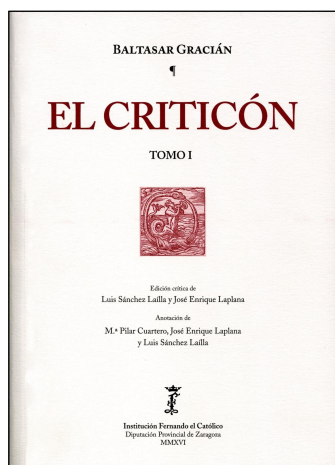 BALTASAR GRACIÁN
¶
EL CRITICÓN
TOMO I
Edición crítica de
Luis Sánchez Laílla y José Enrique Laplana
Anotación de
M.ª Pilar Cuartero, José Enrique Laplana
y Luis Sánchez Laílla
Institución Fernando el Católico
Diputación Provincial de Zaragoza
MMXVI